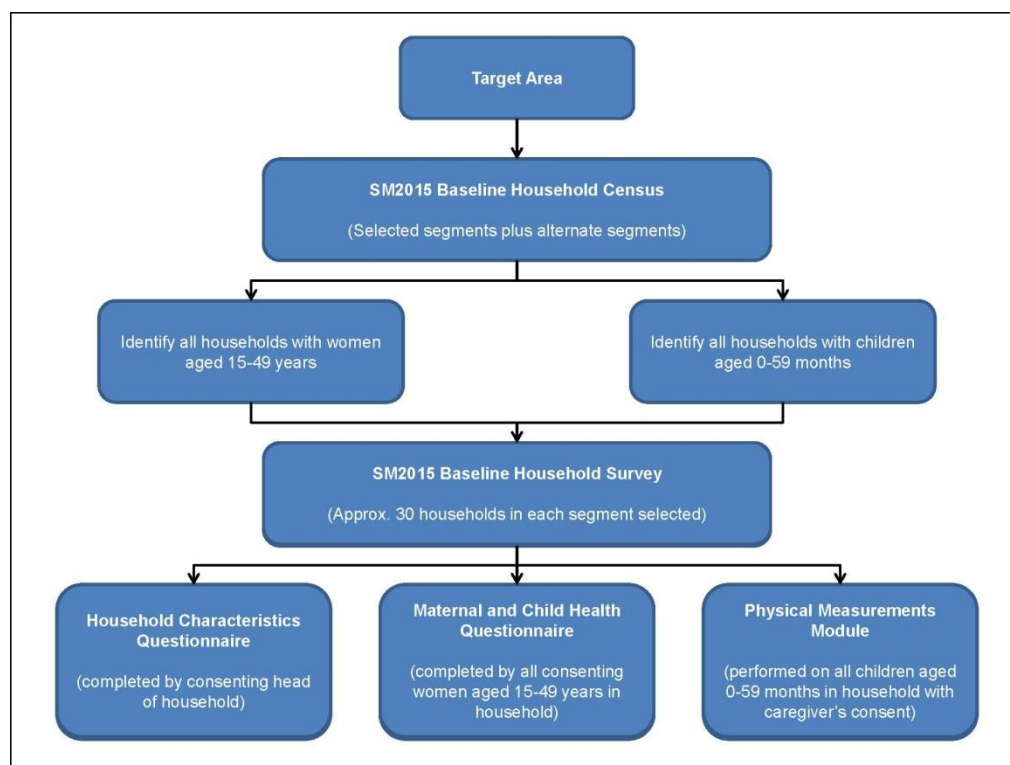 Target Area
SM2015 Baseline Household Census
(Selected segments plus alternate segments)
Identify all households with women
aged 15-49 years
Identify all households with children
aged 0-59 months
SM2015 Baseline Household Survey
(Approx. 30 households in each segment selected)
Household Characteristics
Questionnaire
(completed by consenting head
of household)
Maternal and Child Health
Questionnaire
(completed by all consenting
women aged 15-49 years in
household)
Physical Measurements
Module
(performed on all children aged
0-59 months in household with
caregiver's consent)